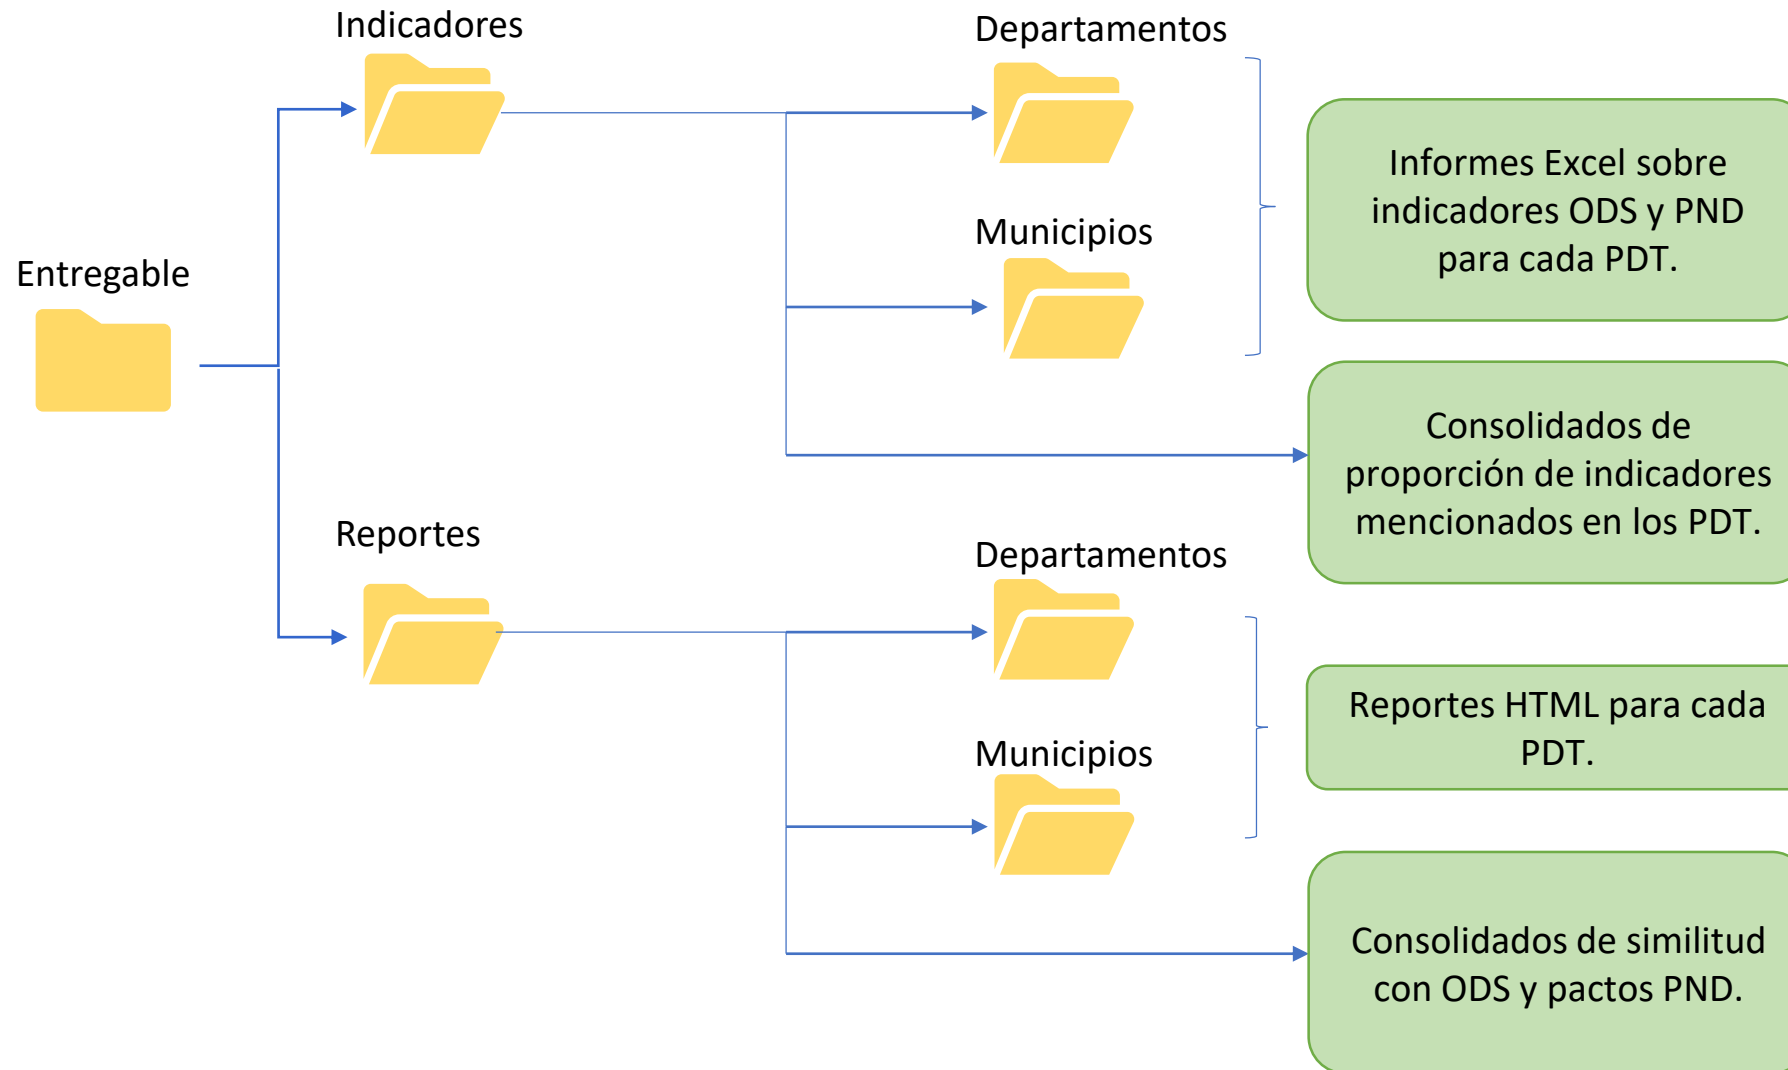 Indicadores
Departamentos
Informes Excel sobre
indicadores ODS y PND
para cada PDT.
Municipios
Entregable
Consolidados de
proporción de indicadores
mencionados en los PDT.
Reportes
Departamentos
Reportes HTML para cada
PDT.
Municipios
Consolidados de similitud
con ODS y pactos PND.